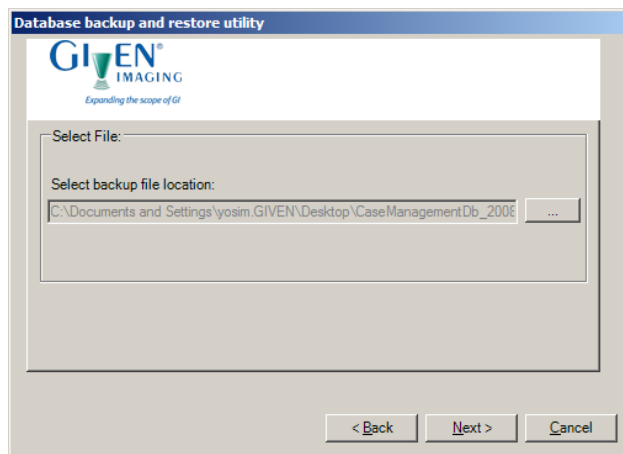 Database backup and restore utility
GIVEN®
IMAGING
Expanding the scope of GI
Select File:
Select backup file location:
C:\Documents and Settings\yosim.GIVEN\Desktop\CaseManagementDb_2008 ...
< Back Next > Cancel